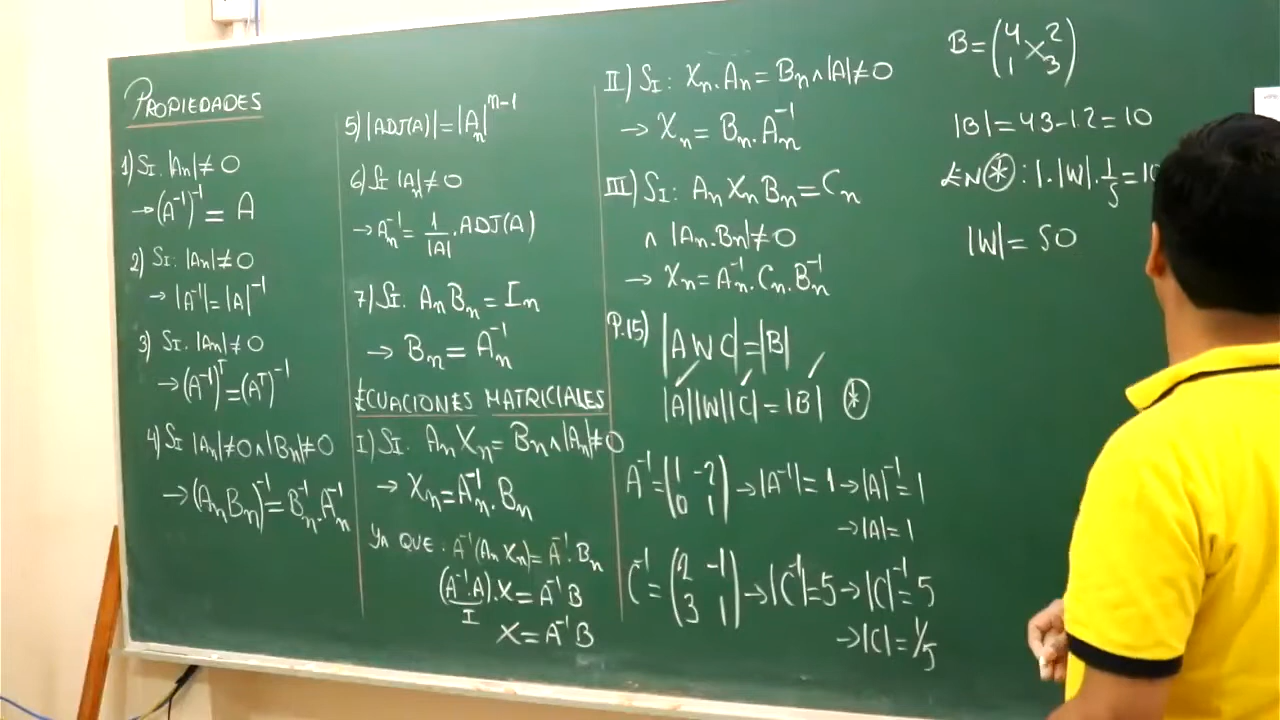 PROPIEDADES
1) SI. |An| ≠ 0
→ (A⁻¹)⁻¹ = A
2) SI: |An| ≠ 0
→ |A⁻¹| = |A|⁻¹
3) SI. |An| ≠ 0
→ (A⁻¹)ᵀ = (Aᵀ)⁻¹
4) SI |An| ≠ 0 ∧ |Bn| ≠ 0
→ (An Bn)⁻¹ = Bn⁻¹. An⁻¹
5) |ADJ(A)| = |An|ⁿ⁻¹
6) SI |An| ≠ 0
→ An⁻¹ = 1/|A| . ADJ(A)
7) SI. An Bn = In
→ Bn = An⁻¹
ECUACIONES MATRICIALES
I) SI. An Xn = Bn ∧ |An| ≠ 0
→ Xn = An⁻¹. Bn
YA QUE: A⁻¹(An Xn) = A⁻¹. Bn
(A⁻¹. A). X = A⁻¹ B
I
X = A⁻¹ B
II) SI: Xn. An = Bn ∧ |A| ≠ 0
→ Xn = Bn. An⁻¹
III) SI: An Xn Bn = Cn
∧ |An. Bn| ≠ 0
→ Xn = An⁻¹. Cn. Bn⁻¹
P.15) |A W C| = |B|
|A||W||C| = |B| (*)
A⁻¹ = (1 -2
0 1) → |A⁻¹| = 1 → |A|⁻¹ = 1
→ |A| = 1
C⁻¹ = (2 -1
3 1) → |C⁻¹| = 5 → |C|⁻¹ = 5
→ |C| = 1/5
B = (4 2
1 3)
|B| = 4.3 - 1.2 = 10
EN (*): 1. |W|. 1/5 = 10
|W| = 50